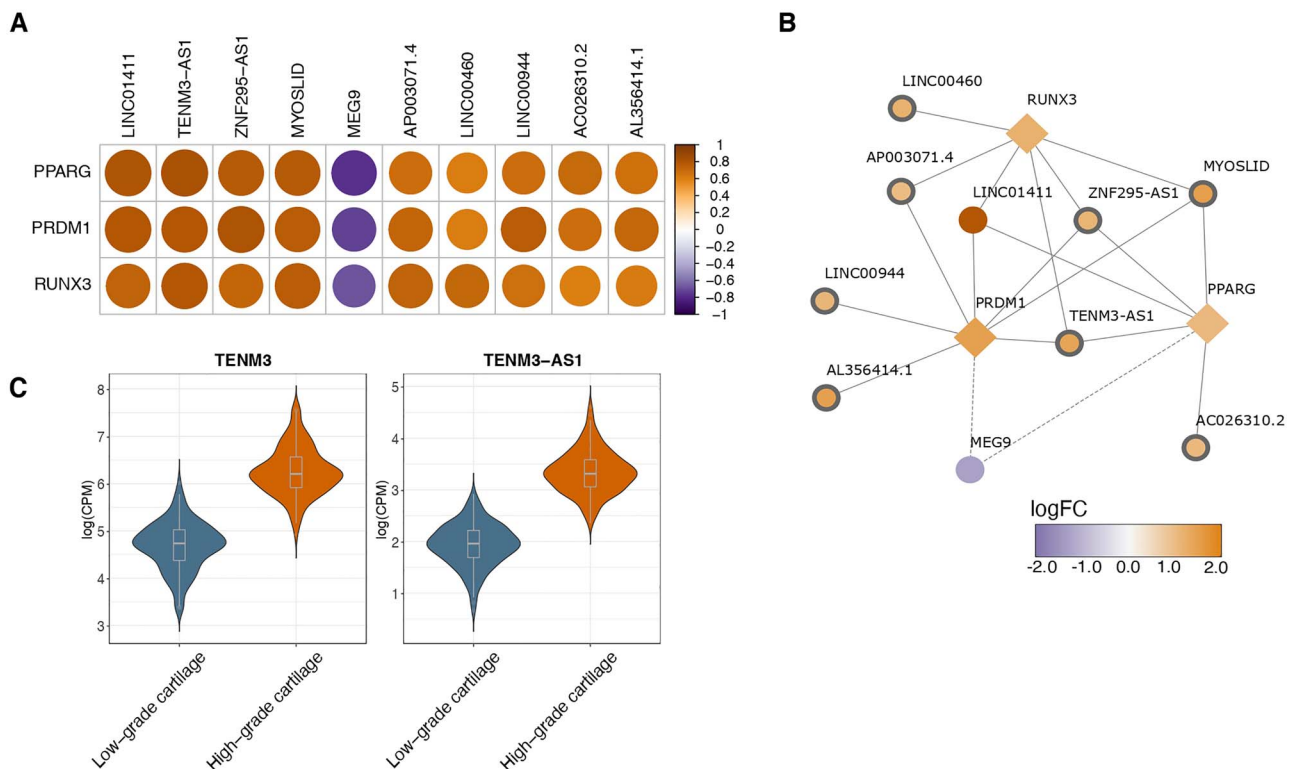 A
LINC01411
TENM3−AS1
ZNF295−AS1
MYOSLID
MEG9
AP003071.4
LINC00460
LINC00944
AC026310.2
AL356414.1
PPARG
PRDM1
RUNX3
1
0.8
0.6
0.4
0.2
0
−0.2
−0.4
−0.6
−0.8
−1
B
LINC00460
RUNX3
AP003071.4
MYOSLID
LINC01411
ZNF295-AS1
LINC00944
PPARG
PRDM1
TENM3-AS1
AL356414.1
AC026310.2
MEG9
logFC
-2.0 -1.0 0.0 1.0 2.0
C
TENM3
log(CPM)
8
7
6
5
4
3
Low−grade cartilage
High−grade cartilage
TENM3−AS1
log(CPM)
5
4
3
2
1
Low−grade cartilage
High−grade cartilage